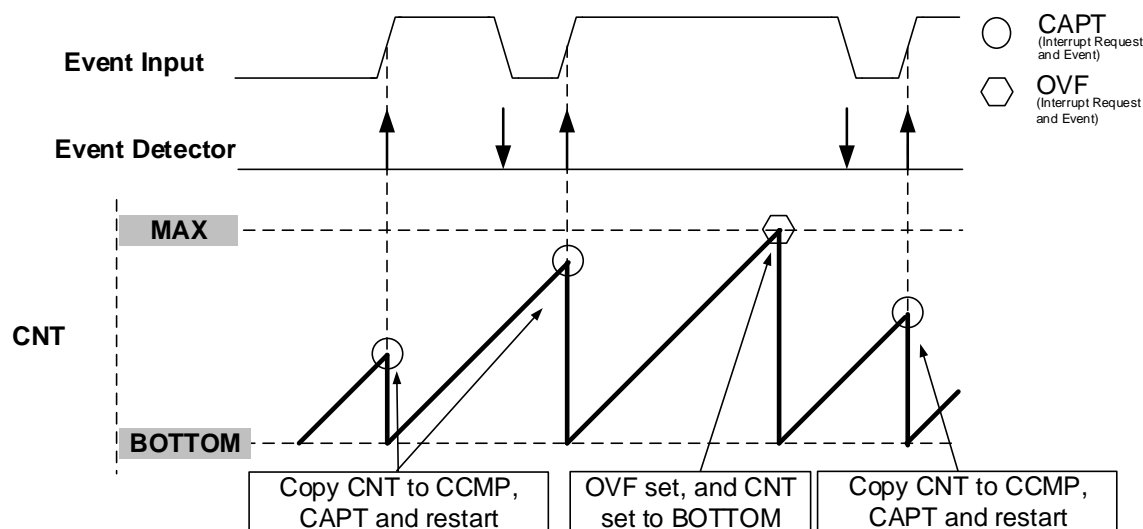 Event Input
CAPT
(Interrupt Request
and Event)
OVF
(Interrupt Request
and Event)
Event Detector
MAX
CNT
BOTTOM
Copy CNT to CCMP,
CAPT and restart
OVF set, and CNT
set to BOTTOM
Copy CNT to CCMP,
CAPT and restart